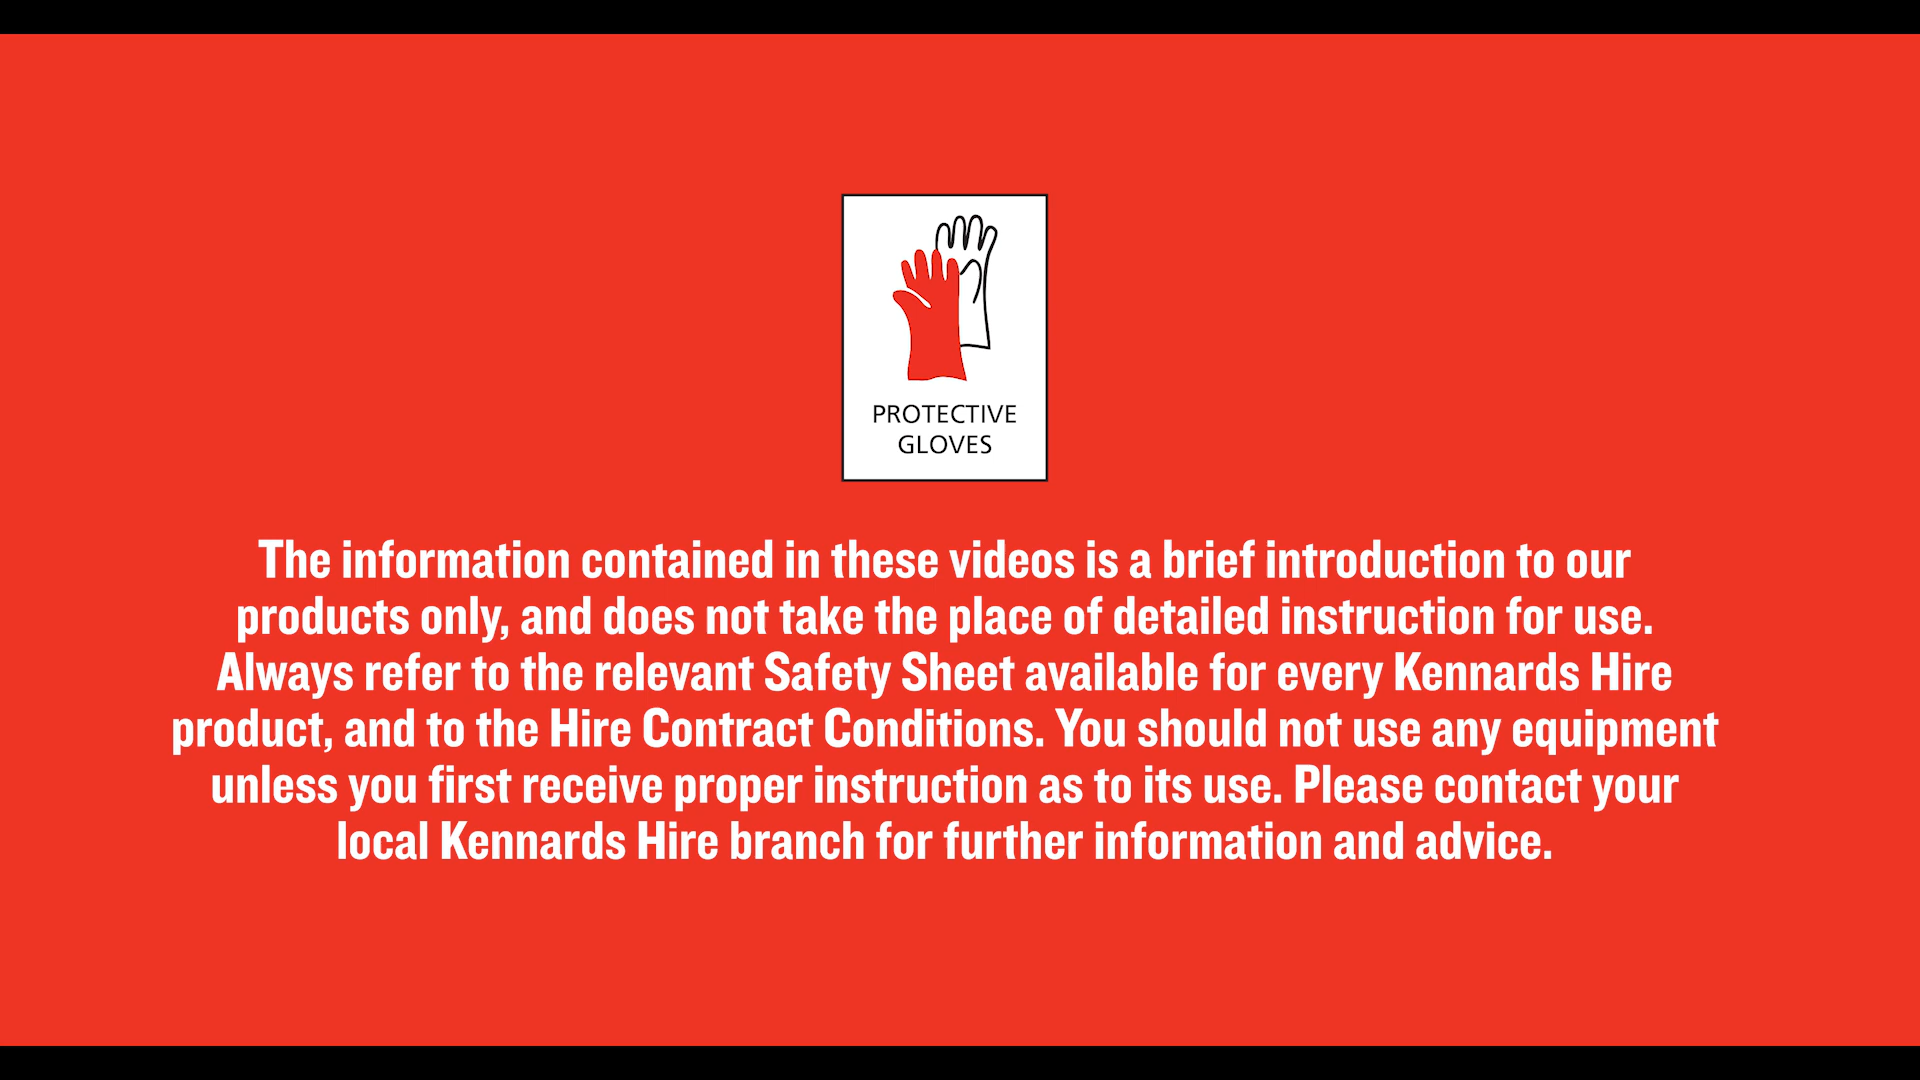 PROTECTIVE
GLOVES
The information contained in these videos is a brief introduction to our
products only, and does not take the place of detailed instruction for use.
Always refer to the relevant Safety Sheet available for every Kennards Hire
product, and to the Hire Contract Conditions. You should not use any equipment
unless you first receive proper instruction as to its use. Please contact your
local Kennards Hire branch for further information and advice.